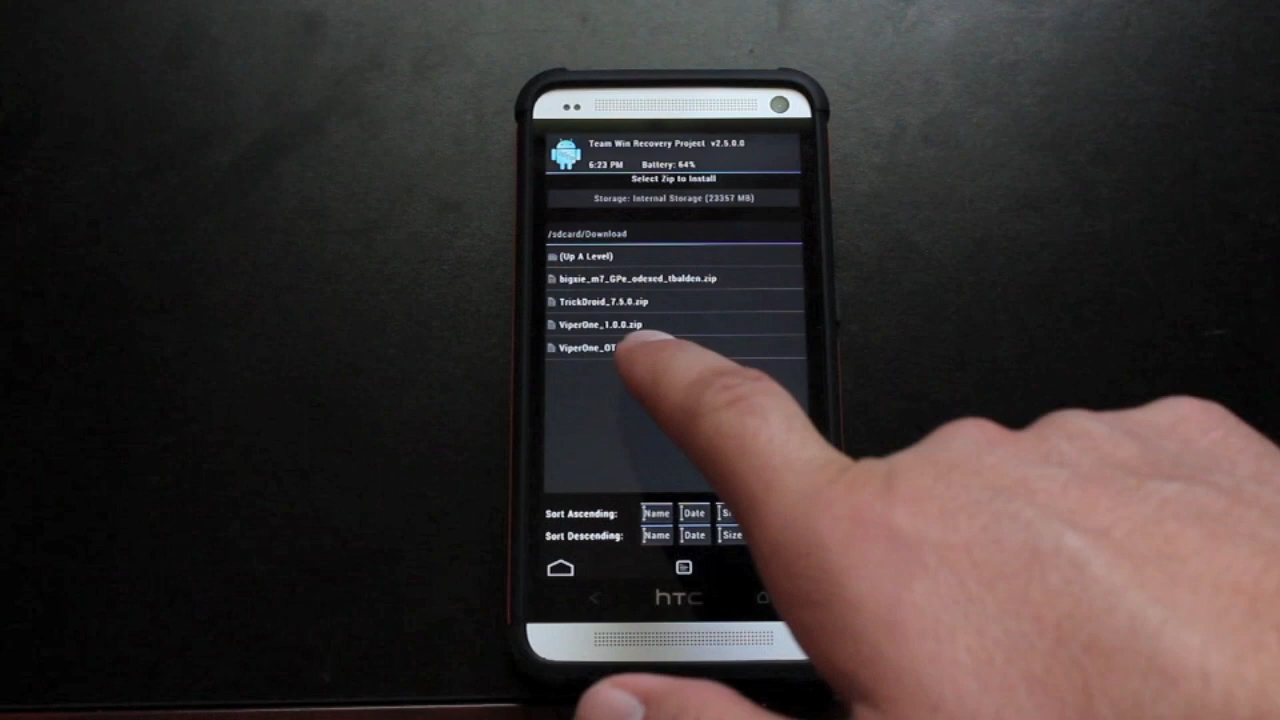 Team Win Recovery Project v2.5.0.0
6:23 PM Battery: 64%
Select Zip to Install
Storage: Internal Storage (23357 MB)
/sdcard/Download
(Up A Level)
bigxie_m7_GPe_odexed_tbalden.zip
TrickDroid_7.5.0.zip
ViperOne_1.0.0.zip
ViperOne_OT
Sort Ascending: Name Date
Sort Descending: Name Date Size
hTC